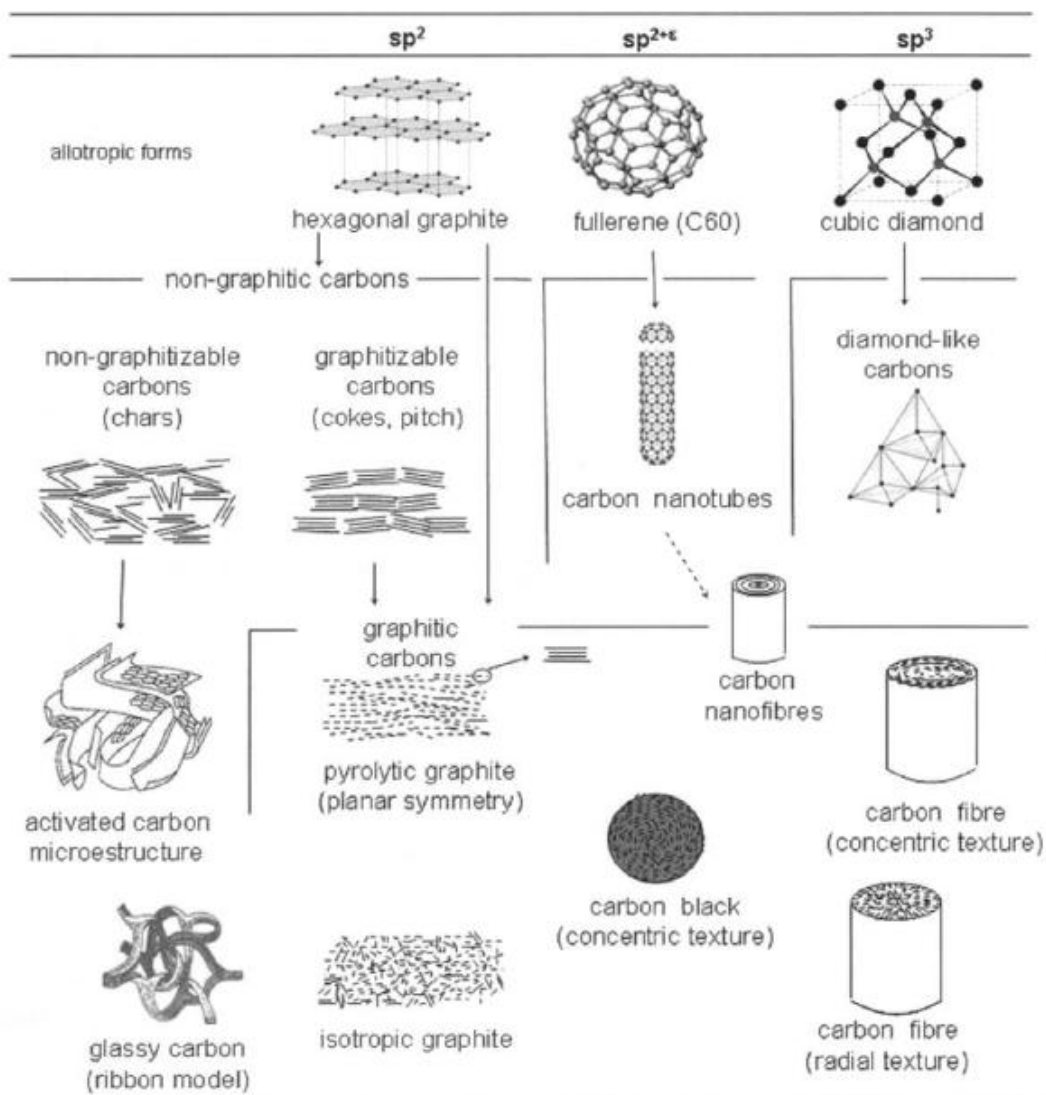 sp2 sp2+ε sp3
allotropic forms
hexagonal graphite fullerene (C60) cubic diamond
non-graphitic carbons
non-graphitizable
carbons
(chars)
graphitizable
carbons
(cokes, pitch)
diamond-like
carbons
carbon nanotubes
graphitic
carbons
carbon
nanofibres
pyrolytic graphite
(planar symmetry)
activated carbon
microestructure
carbon fibre
(concentric texture)
carbon black
(concentric texture)
glassy carbon
(ribbon model)
isotropic graphite
carbon fibre
(radial texture)